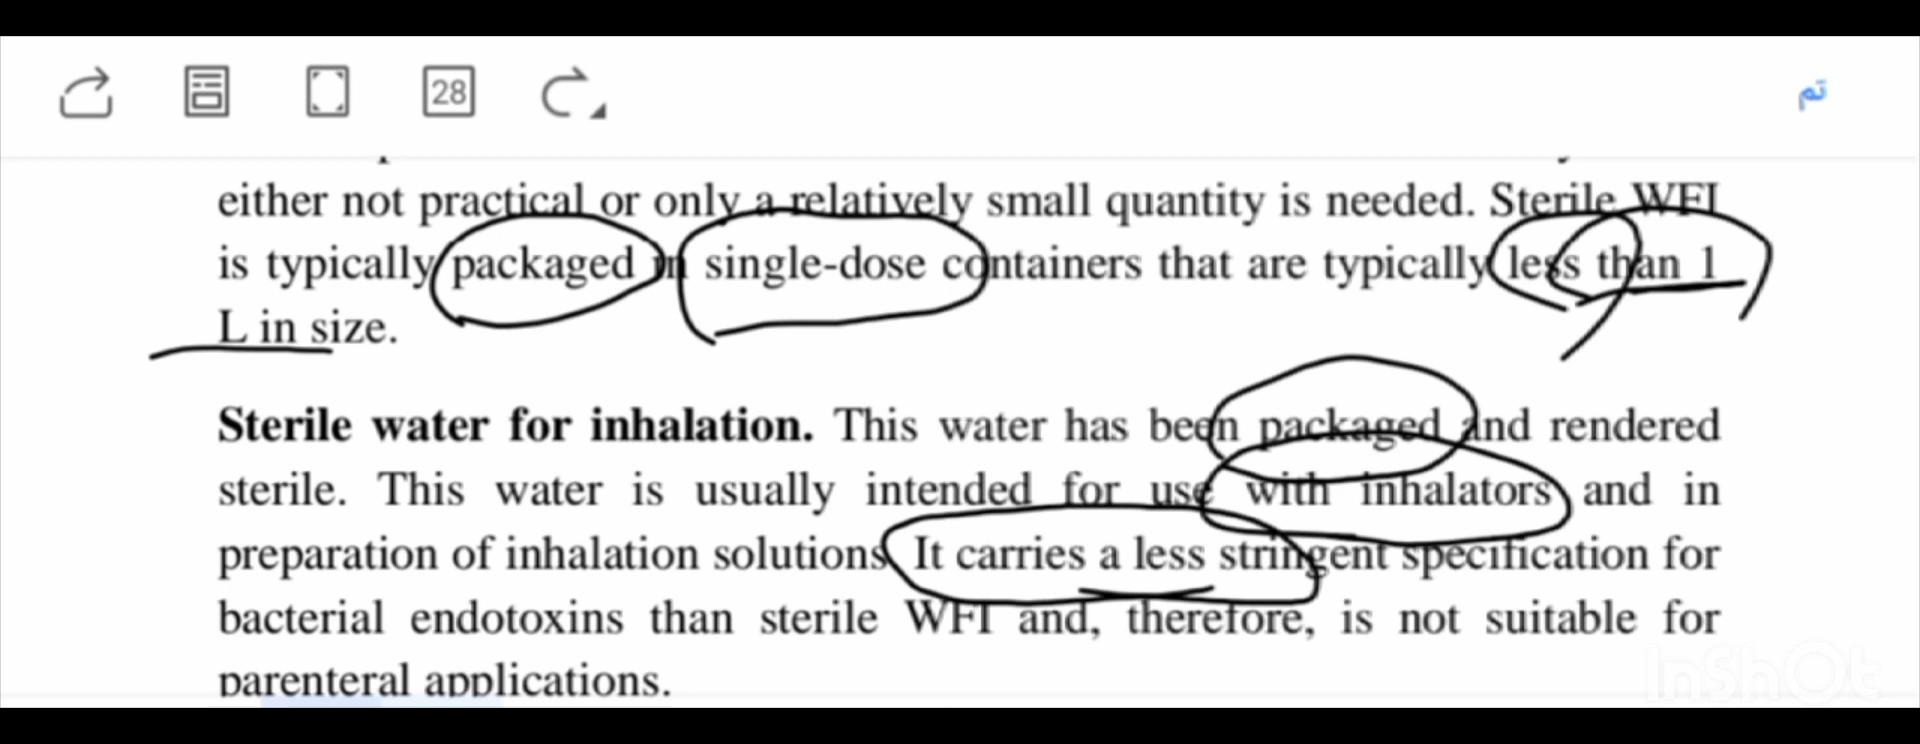 28
تم
either not practical or only a relatively small quantity is needed. Sterile WFI
is typically packaged in single-dose containers that are typically less than 1
L in size.
Sterile water for inhalation. This water has been packaged and rendered
sterile. This water is usually intended for use with inhalators and in
preparation of inhalation solutions. It carries a less stringent specification for
bacterial endotoxins than sterile WFI and, therefore, is not suitable for
parenteral applications.
InShOt